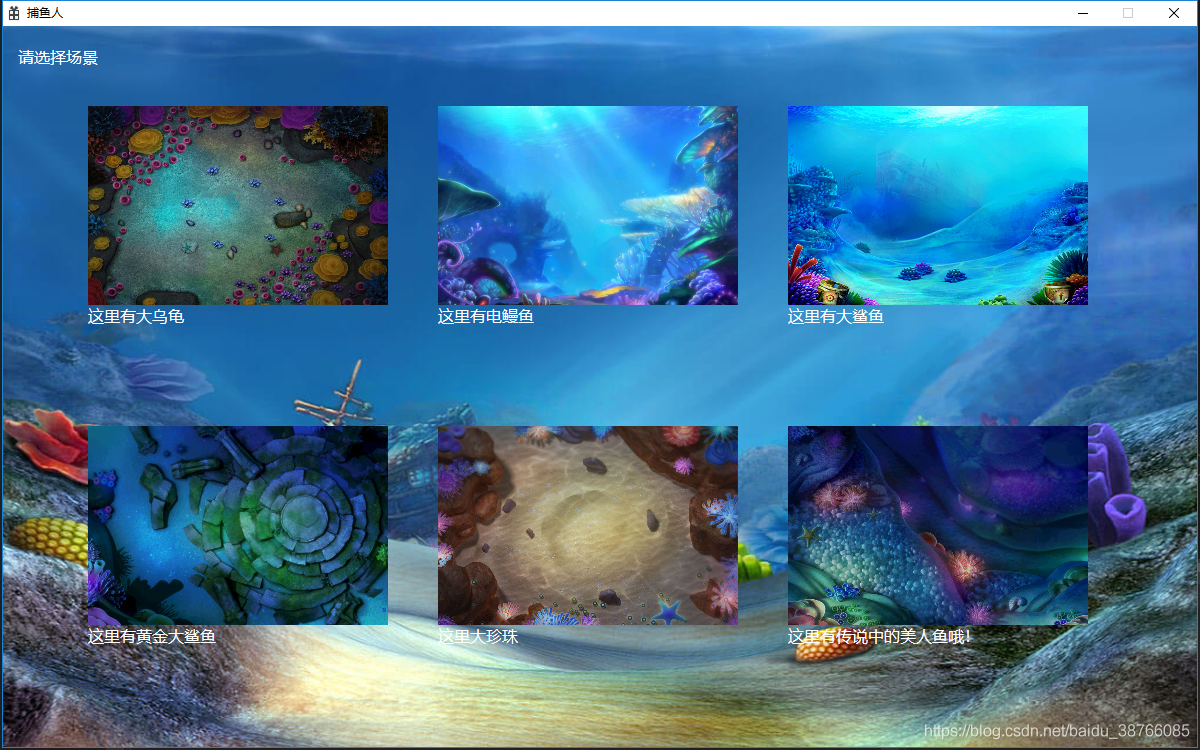 捕鱼人
请选择场景
这里有大乌龟
这里有电鳗鱼
这里有大鲨鱼
这里有黄金大鲨鱼
这里大珍珠
这里有传说中的美人鱼哦!
https://blog.csdn.net/baidu_38766085